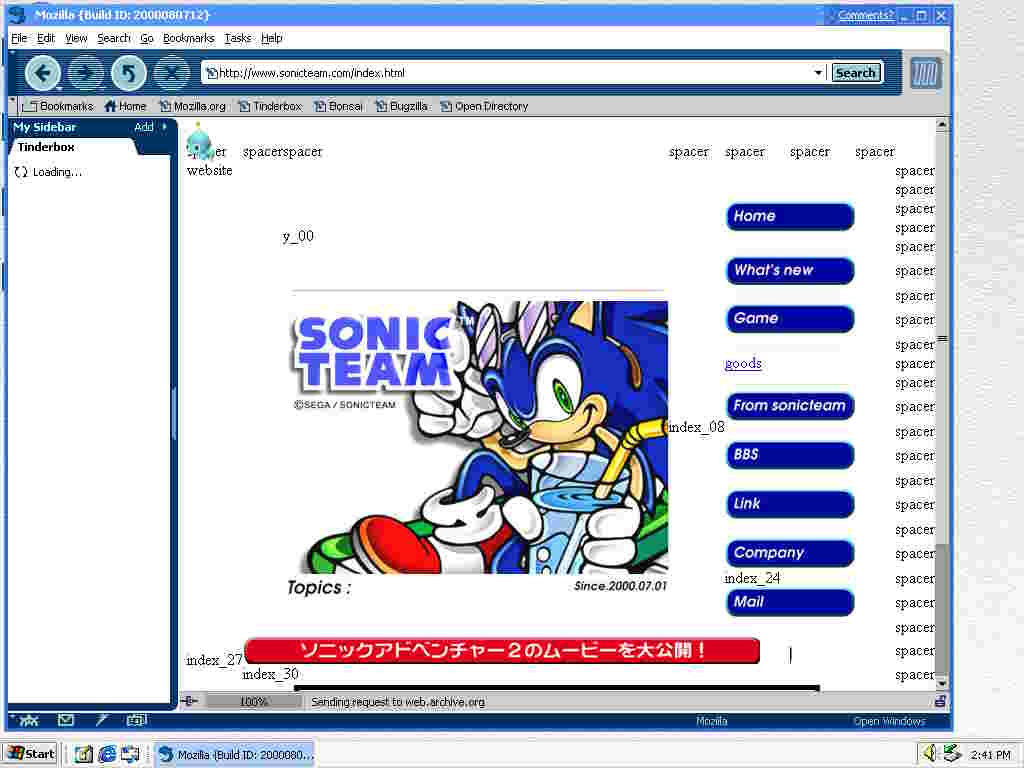 Mozilla {Build ID: 2000080712}
Comments?
File Edit View Search Go Bookmarks Tasks Help
http://www.sonicteam.com/index.html
Search
Bookmarks Home Mozilla.org Tinderbox Bonsai Bugzilla Open Directory
My Sidebar Add
Tinderbox
Loading...
spacerspacer
spacer spacer spacer spacer
website
spacer
spacer
spacer
Home
spacer
y_00
spacer
What's new
spacer
spacer
Game
spacer
SONIC
TEAM
TM
©SEGA / SONICTEAM
spacer
goods
spacer
spacer
From sonicteam
spacer
index_08
spacer
BBS
spacer
spacer
Link
spacer
spacer
Company
spacer
index_24
spacer
Topics :
Since.2000.07.01
Mail
spacer
spacer
ソニックアドベンチャー2のムービーを大公開！
spacer
index_27
index_30
spacer
100%
Sending request to web.archive.org
Mozilla
Open Windows
Start
Mozilla {Build ID: 2000080...
2:41 PM